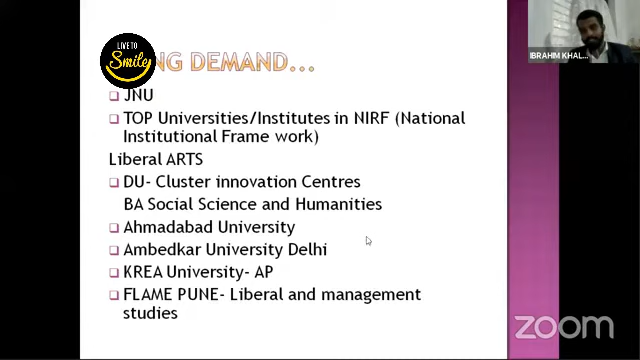 LIVE TO
Smile
NG DEMAND...
JNU
TOP Universities/Institutes in NIRF (National
Institutional Frame work)
Liberal ARTS
DU- Cluster innovation Centres
BA Social Science and Humanities
Ahmadabad University
Ambedkar University Delhi
KREA University- AP
FLAME PUNE- Liberal and management
studies
IBRAHIM KHAL...
zoom